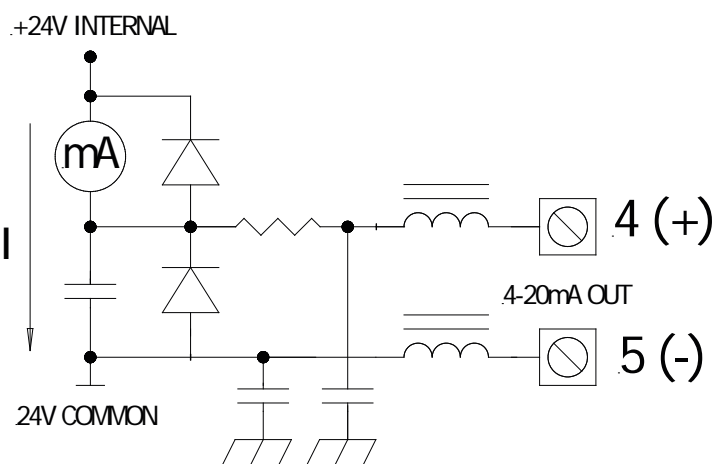 .+24V INTERNAL
.mA
I
.4 (+)
.4-20mA OUT
.5 (-)
.24V COMMON